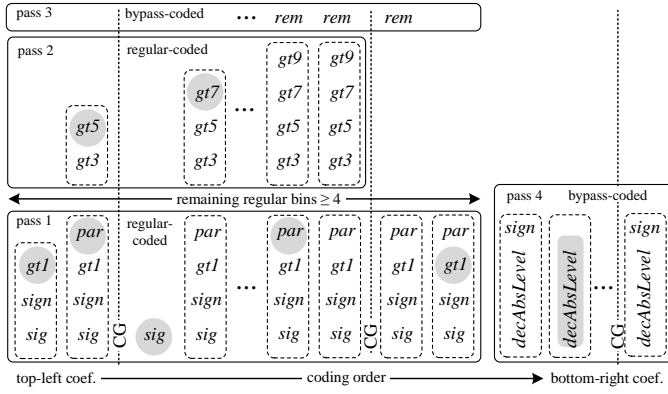 pass 3 bypass-coded ... rem rem rem
pass 2 regular-coded gt9 gt9
gt7 gt7 gt7
gt5 gt5 ... gt5 gt5
gt3 gt3 gt3 gt3
remaining regular bins ≥ 4
pass 1 par regular-coded par par par par par
gt1 gt1 gt1 gt1 gt1 gt1 gt1
sign sign sign ... sign sign sign sign
sig sig CG sig sig sig sig CG sig sig
pass 4 bypass-coded
sign sign
decAbsLevel decAbsLevel ... CG decAbsLevel
top-left coef. coding order bottom-right coef.